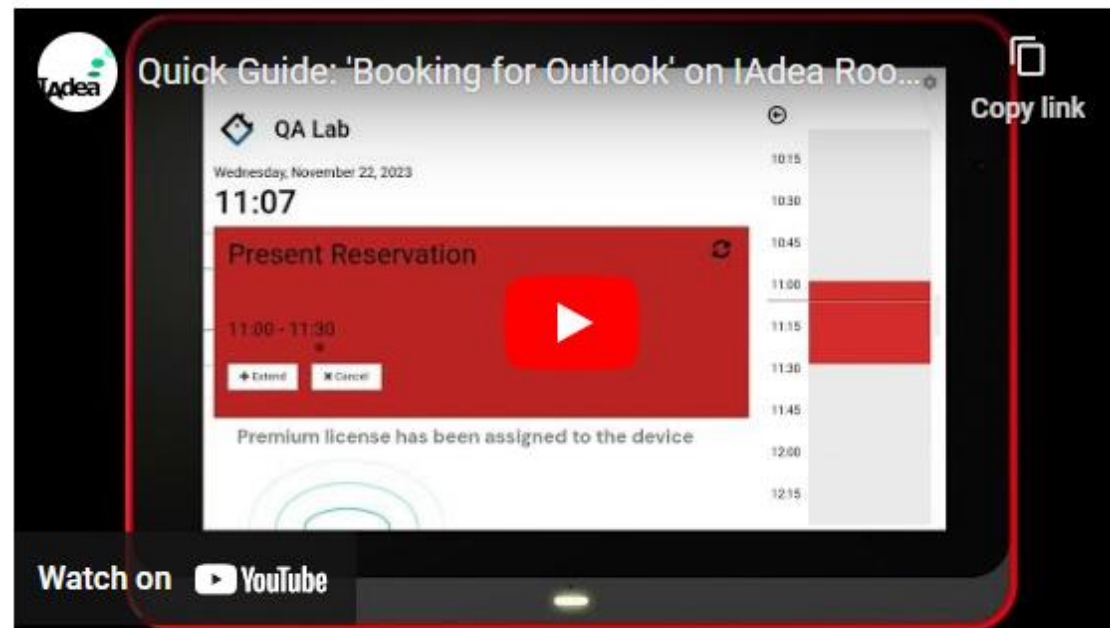 IAdea
Quick Guide: 'Booking for Outlook' on IAdea Roo...
Copy link
QA Lab
Wednesday, November 22, 2023
11:07
Present Reservation
11:00 - 11:30
+ Extend
✖ Cancel
Premium license has been assigned to the device
10:15
10:30
10:45
11:00
11:15
11:30
11:45
12:00
12:15
Watch on YouTube